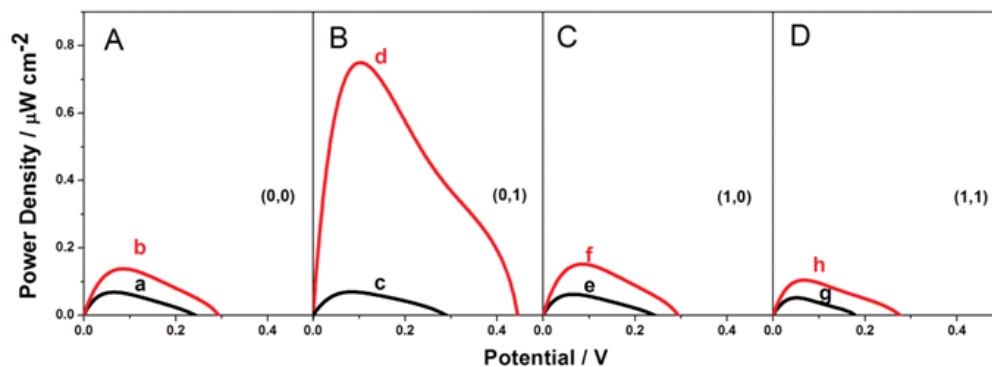 A B C D
Power Density / μW cm-2
0.8
0.6
0.4
0.2
0.0
d
b
a
c
f
e
h
g
(0,0) (0,1) (1,0) (1,1)
0.0 0.2 0.4 0.0 0.2 0.4 0.0 0.2 0.4 0.0 0.2 0.4
Potential / V